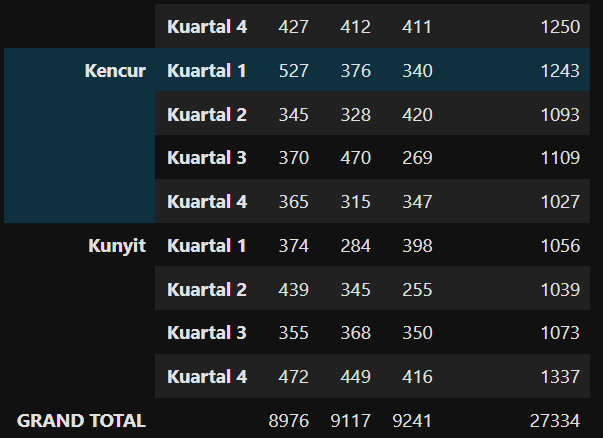 Kuartal 4 427 412 411 1250
Kencur Kuartal 1 527 376 340 1243
Kuartal 2 345 328 420 1093
Kuartal 3 370 470 269 1109
Kuartal 4 365 315 347 1027
Kunyit Kuartal 1 374 284 398 1056
Kuartal 2 439 345 255 1039
Kuartal 3 355 368 350 1073
Kuartal 4 472 449 416 1337
GRAND TOTAL 8976 9117 9241 27334